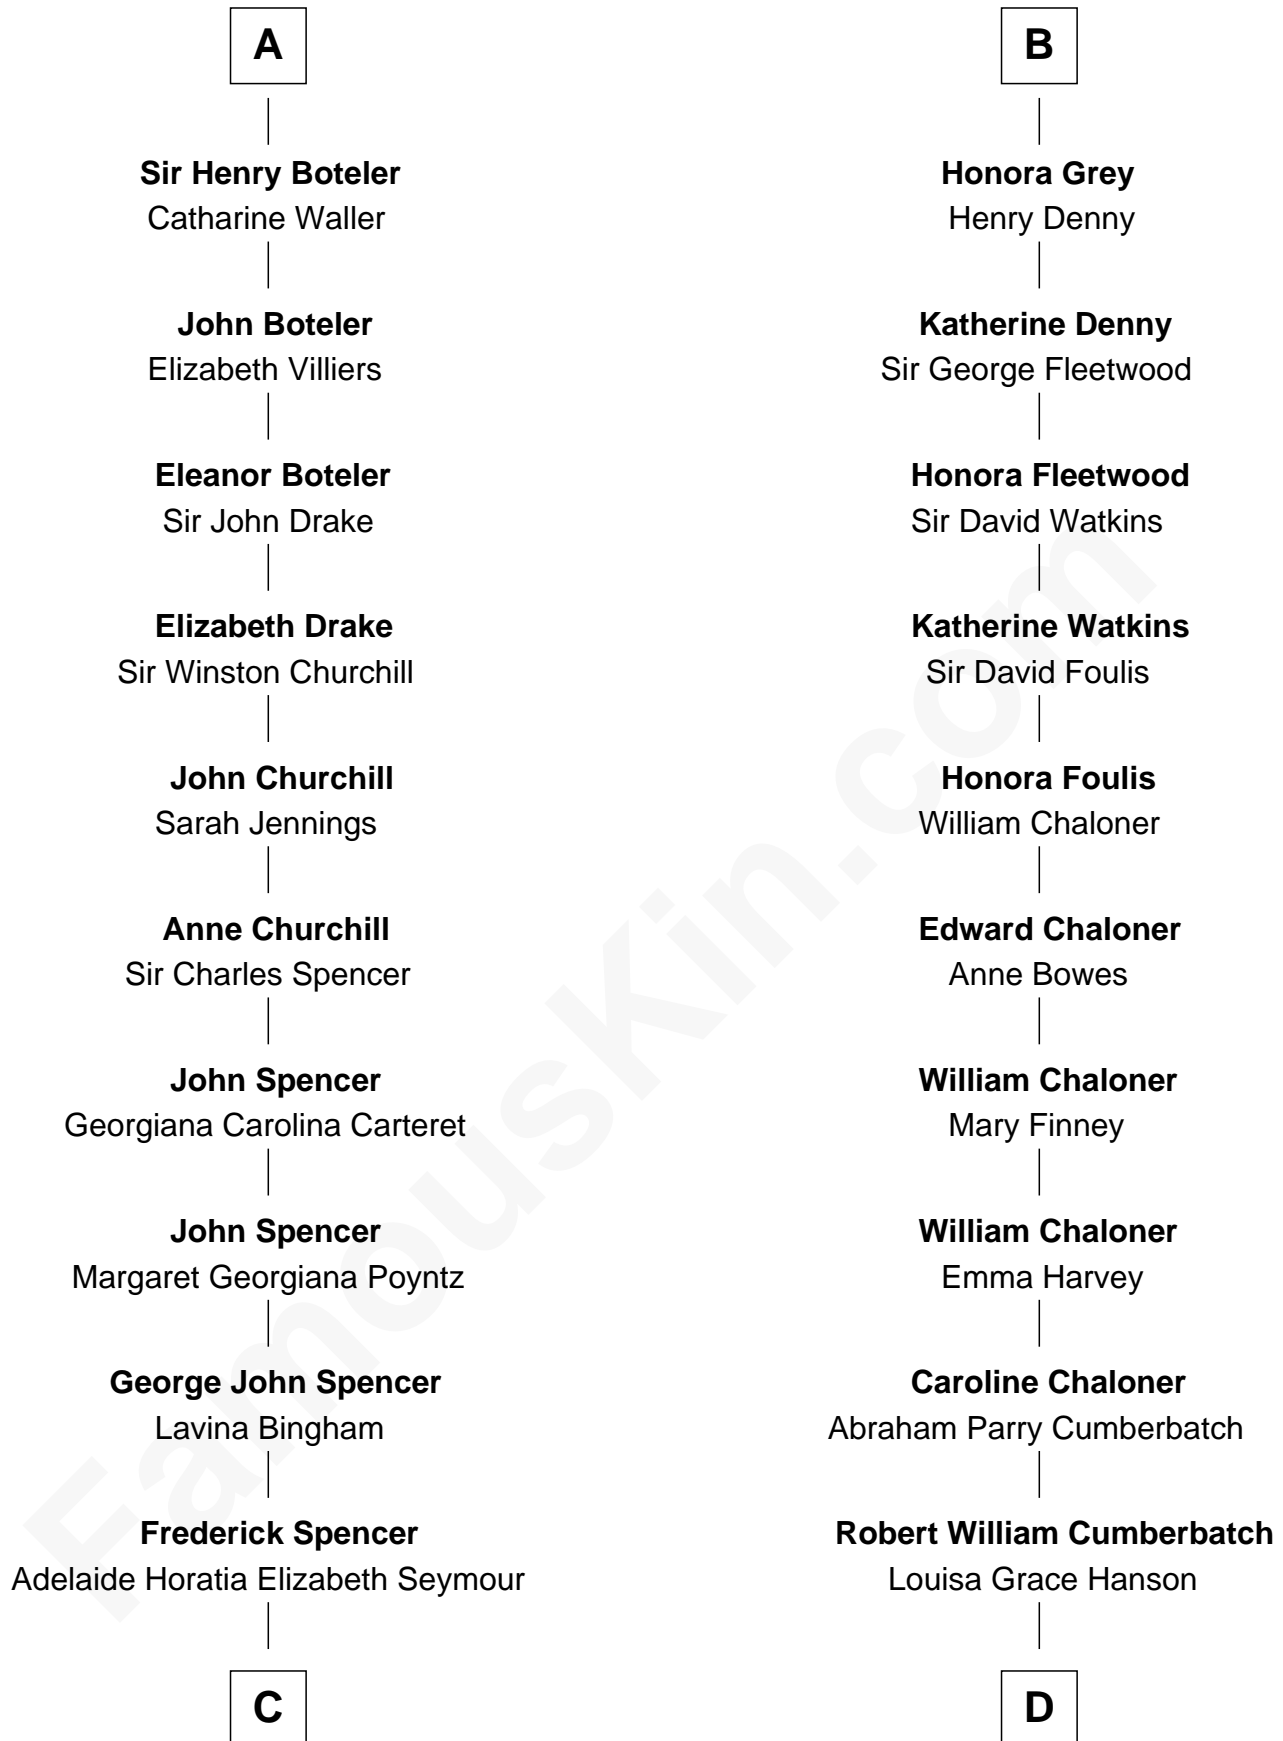 A
Sir Henry Boteler
Catharine Waller
John Boteler
Elizabeth Villiers
Eleanor Boteler
Sir John Drake
Elizabeth Drake
Sir Winston Churchill
John Churchill
Sarah Jennings
Anne Churchill
Sir Charles Spencer
John Spencer
Georgiana Carolina Carteret
John Spencer
Margaret Georgiana Poyntz
George John Spencer
Lavina Bingham
Frederick Spencer
Adelaide Horatia Elizabeth Seymour
C
B
Honora Grey
Henry Denny
Katherine Denny
Sir George Fleetwood
Honora Fleetwood
Sir David Watkins
Katherine Watkins
Sir David Foulis
Honora Foulis
William Chaloner
Edward Chaloner
Anne Bowes
William Chaloner
Mary Finney
William Chaloner
Emma Harvey
Caroline Chaloner
Abraham Parry Cumberbatch
Robert William Cumberbatch
Louisa Grace Hanson
D
FamousKin.com